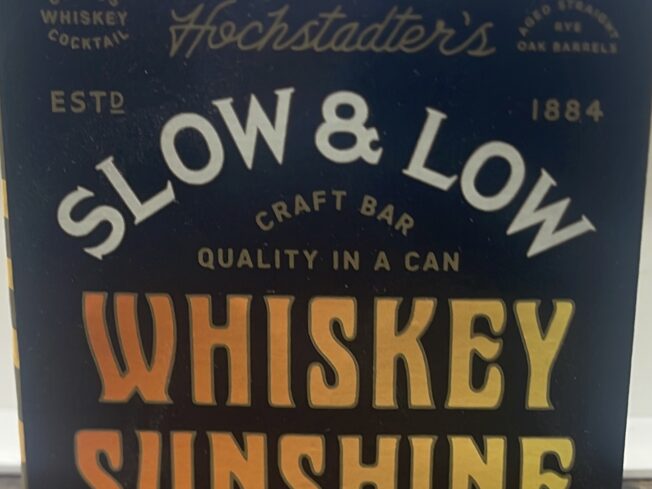 WHISKEY
COCKTAIL
Hochstadter's
AGED STRAIGHT
RYE
OAK BARRELS
ESTD
1884
SLOW & LOW
CRAFT BAR
QUALITY IN A CAN
WHISKEY
SUNSHINE